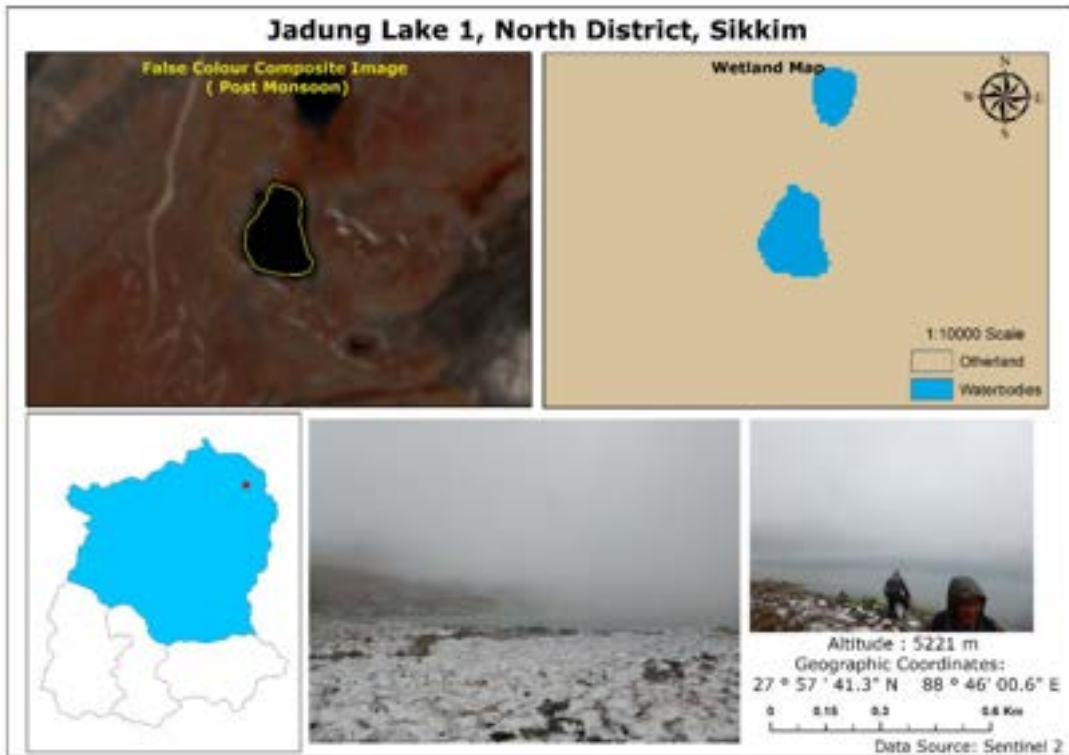 Jadung Lake 1, North District, Sikkim
False Colour Composite Image
( Post Monsoon)
Wetland Map
N
W
E
S
1:10000 Scale
Otherland
Waterbodies
Altitude : 5221 m
Geographic Coordinates:
27 ° 57 ' 41.3" N 88 ° 46' 00.6" E
0 0.15 0.3 0.6 Km
Data Source: Sentinel 2